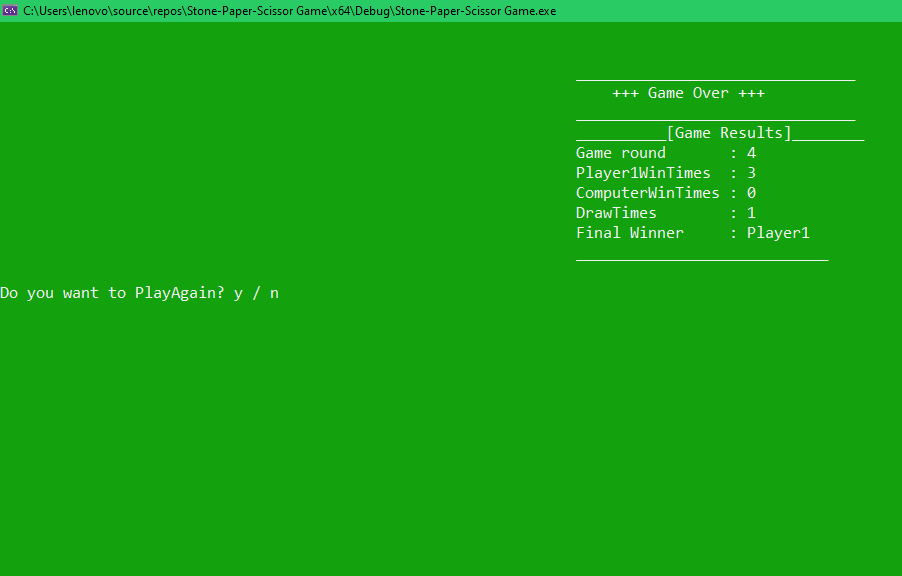 C:\Users\lenovo\source\repos\Stone-Paper-Scissor Game\x64\Debug\Stone-Paper-Scissor Game.exe
_______________________________
+++ Game Over +++
_______________________________
__________[Game Results]________
Game round       : 4
Player1WinTimes  : 3
ComputerWinTimes : 0
DrawTimes        : 1
Final Winner     : Player1
____________________________
Do you want to PlayAgain? y / n